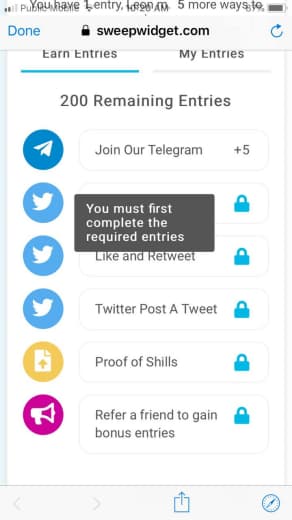 You have 1 entry, Leon m 5 more ways to
Public Mobile 10:20 AM 81%
Done sweepwidget.com
Earn Entries My Entries
200 Remaining Entries
Join Our Telegram +5
You must first
complete the
required entries
Like and Retweet
Twitter Post A Tweet
Proof of Shills
Refer a friend to gain
bonus entries